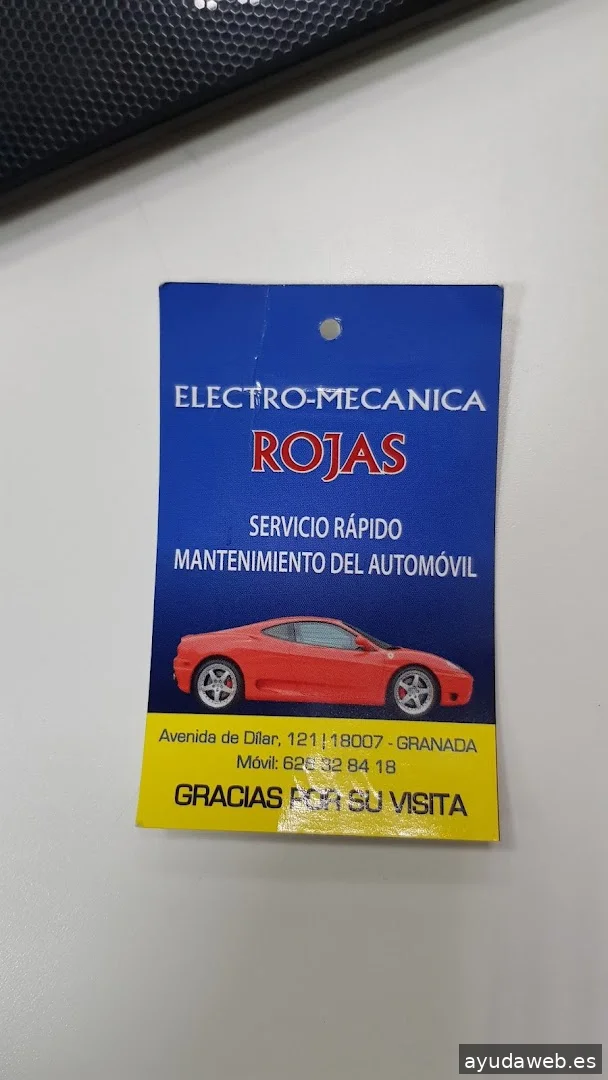 ELECTRO-MECANICA
ROJAS
SERVICIO RÁPIDO
MANTENIMIENTO DEL AUTOMÓVIL
Avenida de Dílar, 121 | 18007 - GRANADA
Móvil: 626 32 84 18
GRACIAS POR SU VISITA
ayudaweb.es